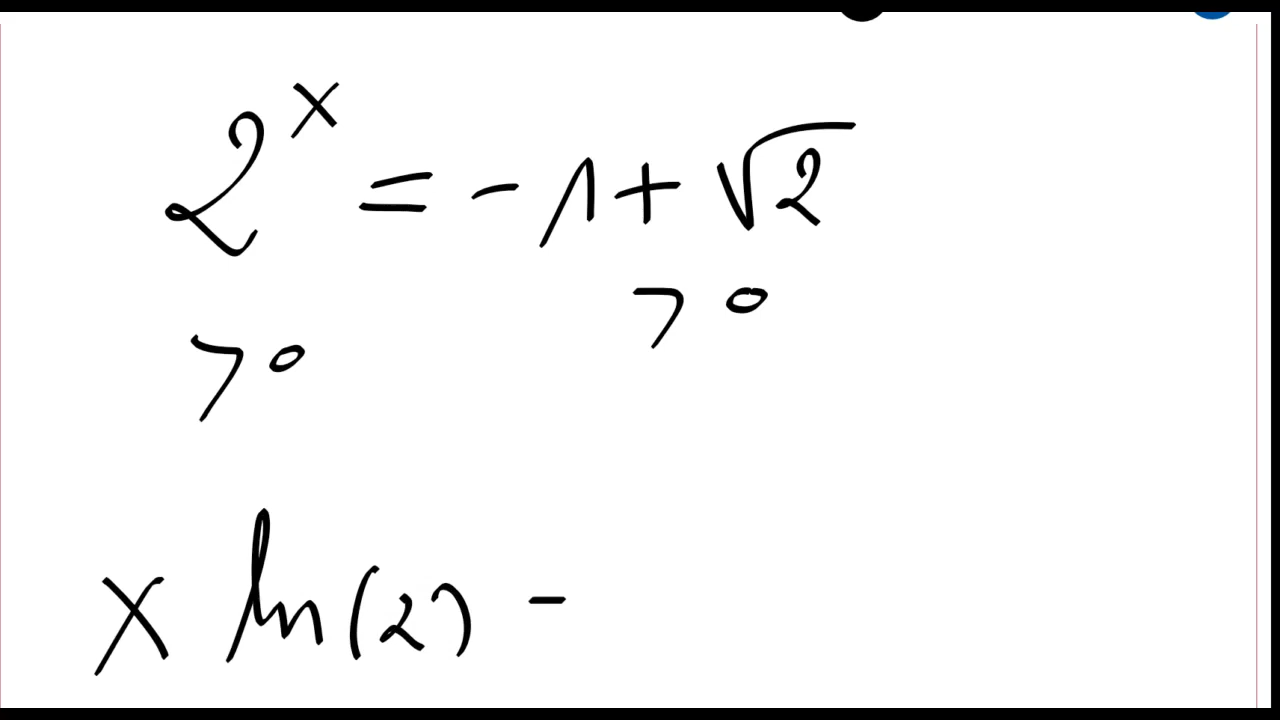 2^x = -1 + √2
>0
>0
x ln(2) -